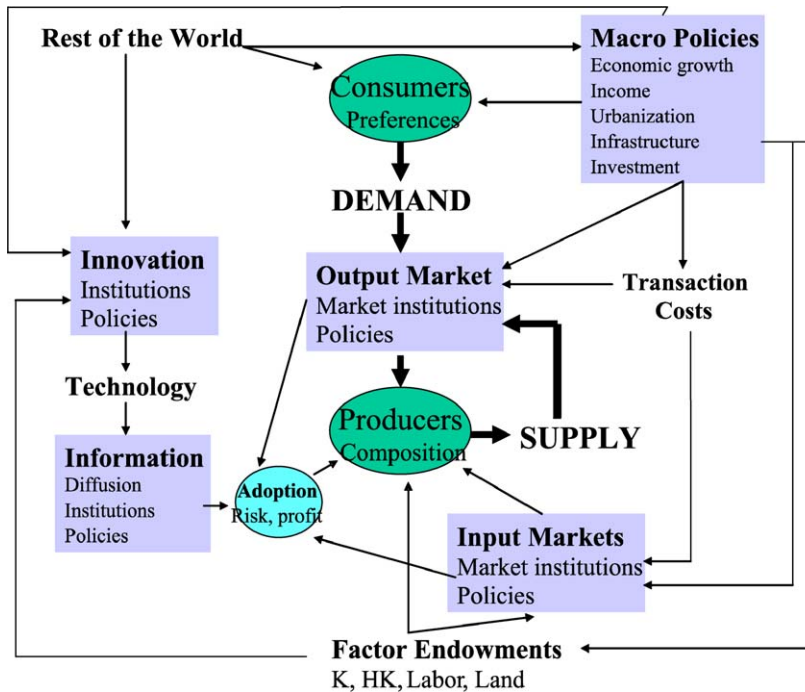 Rest of the World
Macro Policies
Economic growth
Income
Urbanization
Infrastructure
Investment
Consumers
Preferences
DEMAND
Innovation
Institutions
Policies
Output Market
Market institutions
Policies
Transaction
Costs
Technology
Producers
Composition
SUPPLY
Information
Diffusion
Institutions
Policies
Adoption
Risk, profit
Input Markets
Market institutions
Policies
Factor Endowments
K, HK, Labor, Land